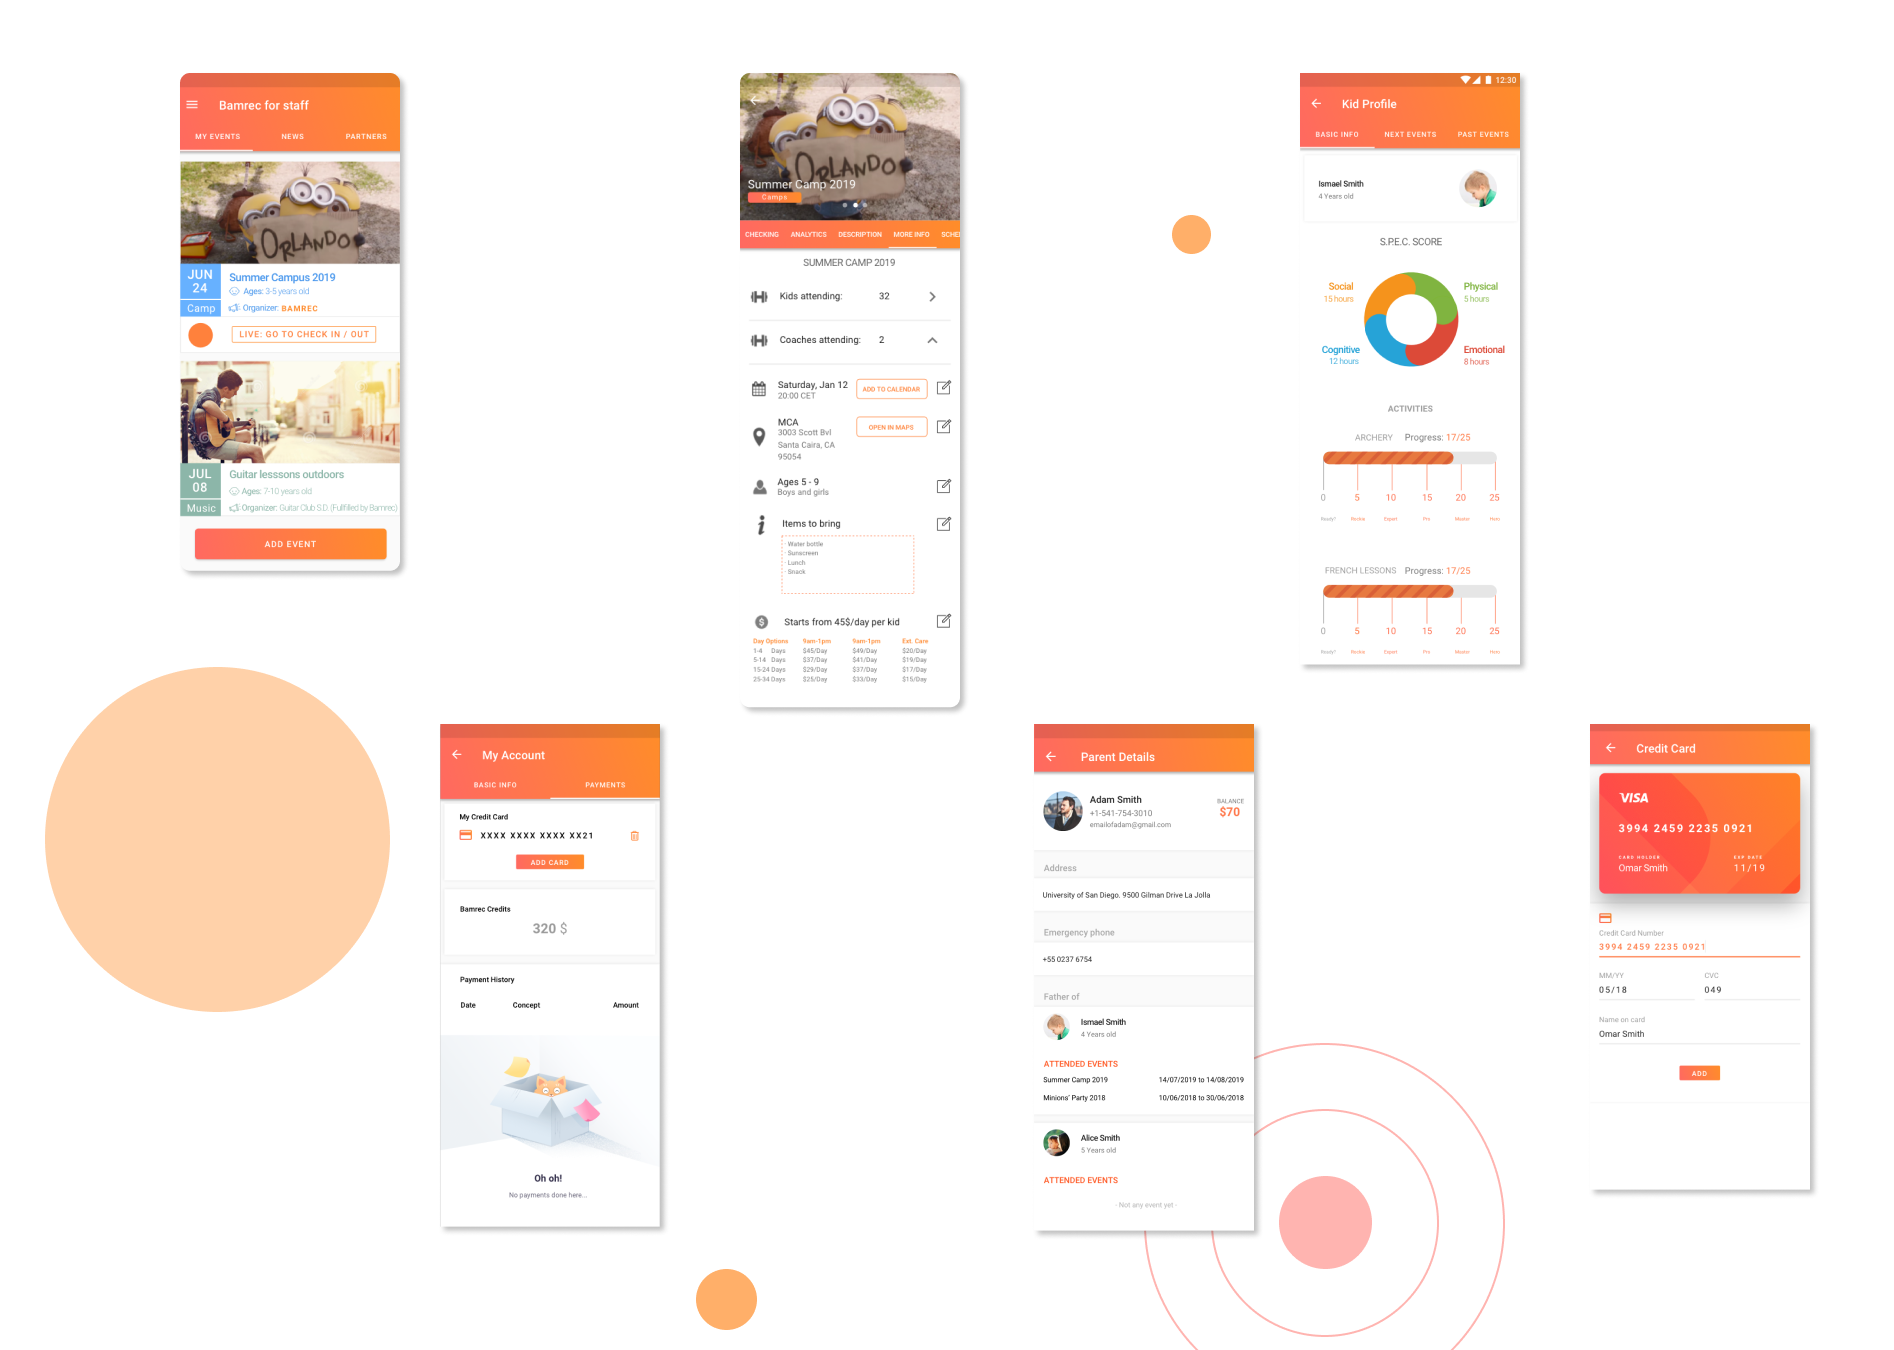 Bamrec for staff
MY EVENTS NEWS PARTNERS
ORLANDO
JUN
24
Camp
Summer Campus 2019
Ages: 3-5 years old
Organizer: BAMREC
LIVE: GO TO CHECK IN / OUT
JUL
08
Music
Guitar lesssons outdoors
Ages: 7-10 years old
Organizer: Guitar Club S.D. (Fullfilled by Bamrec)
ADD EVENT
ORLANDO
Summer Camp 2019
Camps
CHECKING ANALYTICS DESCRIPTION MORE INFO SCHE
SUMMER CAMP 2019
Kids attending: 32
Coaches attending: 2
Saturday, Jan 12
20:00 CET
ADD TO CALENDAR
MCA
3003 Scott Bvl
Santa Caira, CA
95054
OPEN IN MAPS
Ages 5 - 9
Boys and girls
Items to bring
· Water bottle
· Sunscreen
· Lunch
· Snack
Starts from 45$/day per kid
Day Options 9am-1pm 9am-1pm Ext. Care
1-4 Days $45/Day $49/Day $20/Day
5-14 Days $37/Day $41/Day $19/Day
15-24 Days $29/Day $37/Day $17/Day
25-34 Days $25/Day $33/Day $15/Day
12:30
Kid Profile
BASIC INFO NEXT EVENTS PAST EVENTS
Ismael Smith
4 Years old
S.P.E.C. SCORE
Social
15 hours
Physical
5 hours
Cognitive
12 hours
Emotional
8 hours
ACTIVITIES
ARCHERY Progress: 17/25
0 5 10 15 20 25
Ready? Rookie Expert Pro Master Hero
FRENCH LESSONS Progress: 17/25
0 5 10 15 20 25
Ready? Rookie Expert Pro Master Hero
My Account
BASIC INFO PAYMENTS
My Credit Card
XXXX XXXX XXXX XX21
ADD CARD
Bamrec Credits
320 $
Payment History
Date Concept Amount
Oh oh!
No payments done here...
Parent Details
Adam Smith
+1-541-754-3010
emailofadam@gmail.com
BALANCE
$70
Address
University of San Diego. 9500 Gilman Drive La Jolla
Emergency phone
+55 0237 6754
Father of
Ismael Smith
4 Years old
ATTENDED EVENTS
Summer Camp 2019 14/07/2019 to 14/08/2019
Minions' Party 2018 10/06/2018 to 30/06/2018
Alice Smith
5 Years old
ATTENDED EVENTS
- Not any event yet -
Credit Card
VISA
3994 2459 2235 0921
CARD HOLDER EXP DATE
Omar Smith 11/19
Credit Card Number
3994 2459 2235 0921
MM/YY CVC
05/18 049
Name on card
Omar Smith
ADD